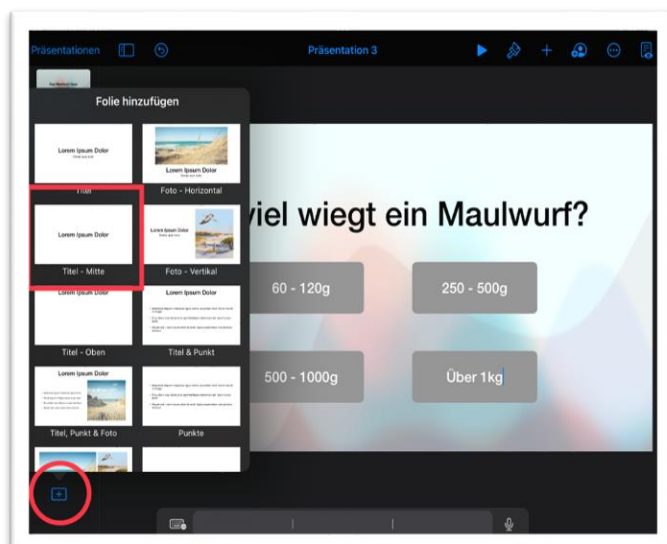 Präsentationen
Präsentation 3
Folie hinzufügen
Lorem Ipsum Dolor
Titel
Lorem Ipsum Dolor
Foto - Horizontal
Lorem Ipsum Dolor
Titel - Mitte
Lorem Ipsum Dolor
Foto - Vertikal
Lorem Ipsum Dolor
Titel - Oben
Lorem Ipsum Dolor
Titel & Punkt
Lorem Ipsum Dolor
Titel, Punkt & Foto
Punkte
viel wiegt ein Maulwurf?
60 - 120g
250 - 500g
500 - 1000g
Über 1kg